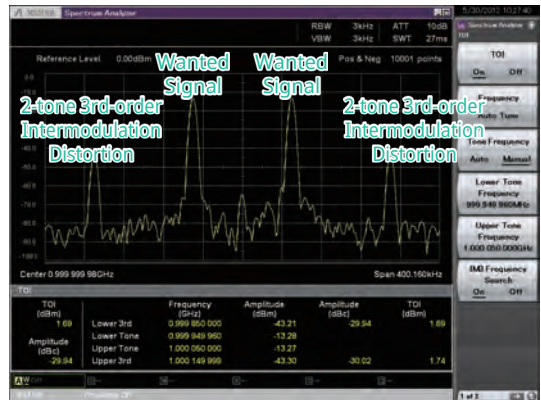 Spectrum Analyzer
5/30/2012 10:27:40
RBW 3kHz ATT 10dB
VBW 3kHz SWT 27ms
Reference Level 0.00dBm
Pos & Neg 10001 points
Wanted Signal
Wanted Signal
2-tone 3rd-order
Intermodulation
Distortion
2-tone 3rd-order
Intermodulation
Distortion
Center 0.999 999 98GHz
Span 400.160kHz
TOI
TOI (dBm) Frequency (GHz) Amplitude (dBm) Amplitude (dBc) TOI (dBm)
1.69 Lower 3rd 0.999 850 000 -43.21 -29.94 1.69
Amplitude (dBc) Lower Tone 0.999 949 960 -13.28
Upper Tone 1.000 050 000 -13.27
-29.94 Upper 3rd 1.000 149 999 -43.30 -30.02 1.74
Spectrum Analyzer
TOI
TOI
On Off
Frequency
Auto Tune
Tone Frequency
Auto Manual
Lower Tone
Frequency
999.949 960MHz
Upper Tone
Frequency
1.000 050 000GHz
IM3 Frequency
Search
On Off
1 of 2